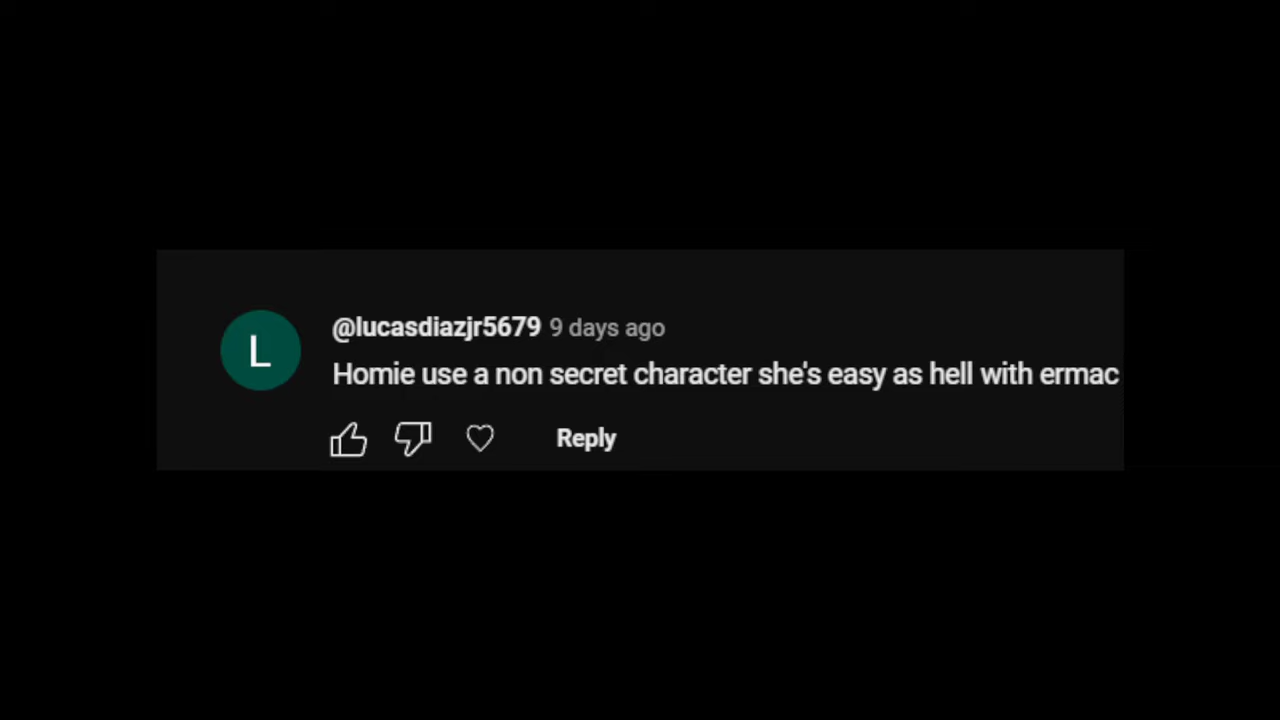 L
@lucasdiazjr5679 9 days ago
Homie use a non secret character she's easy as hell with ermac
Reply